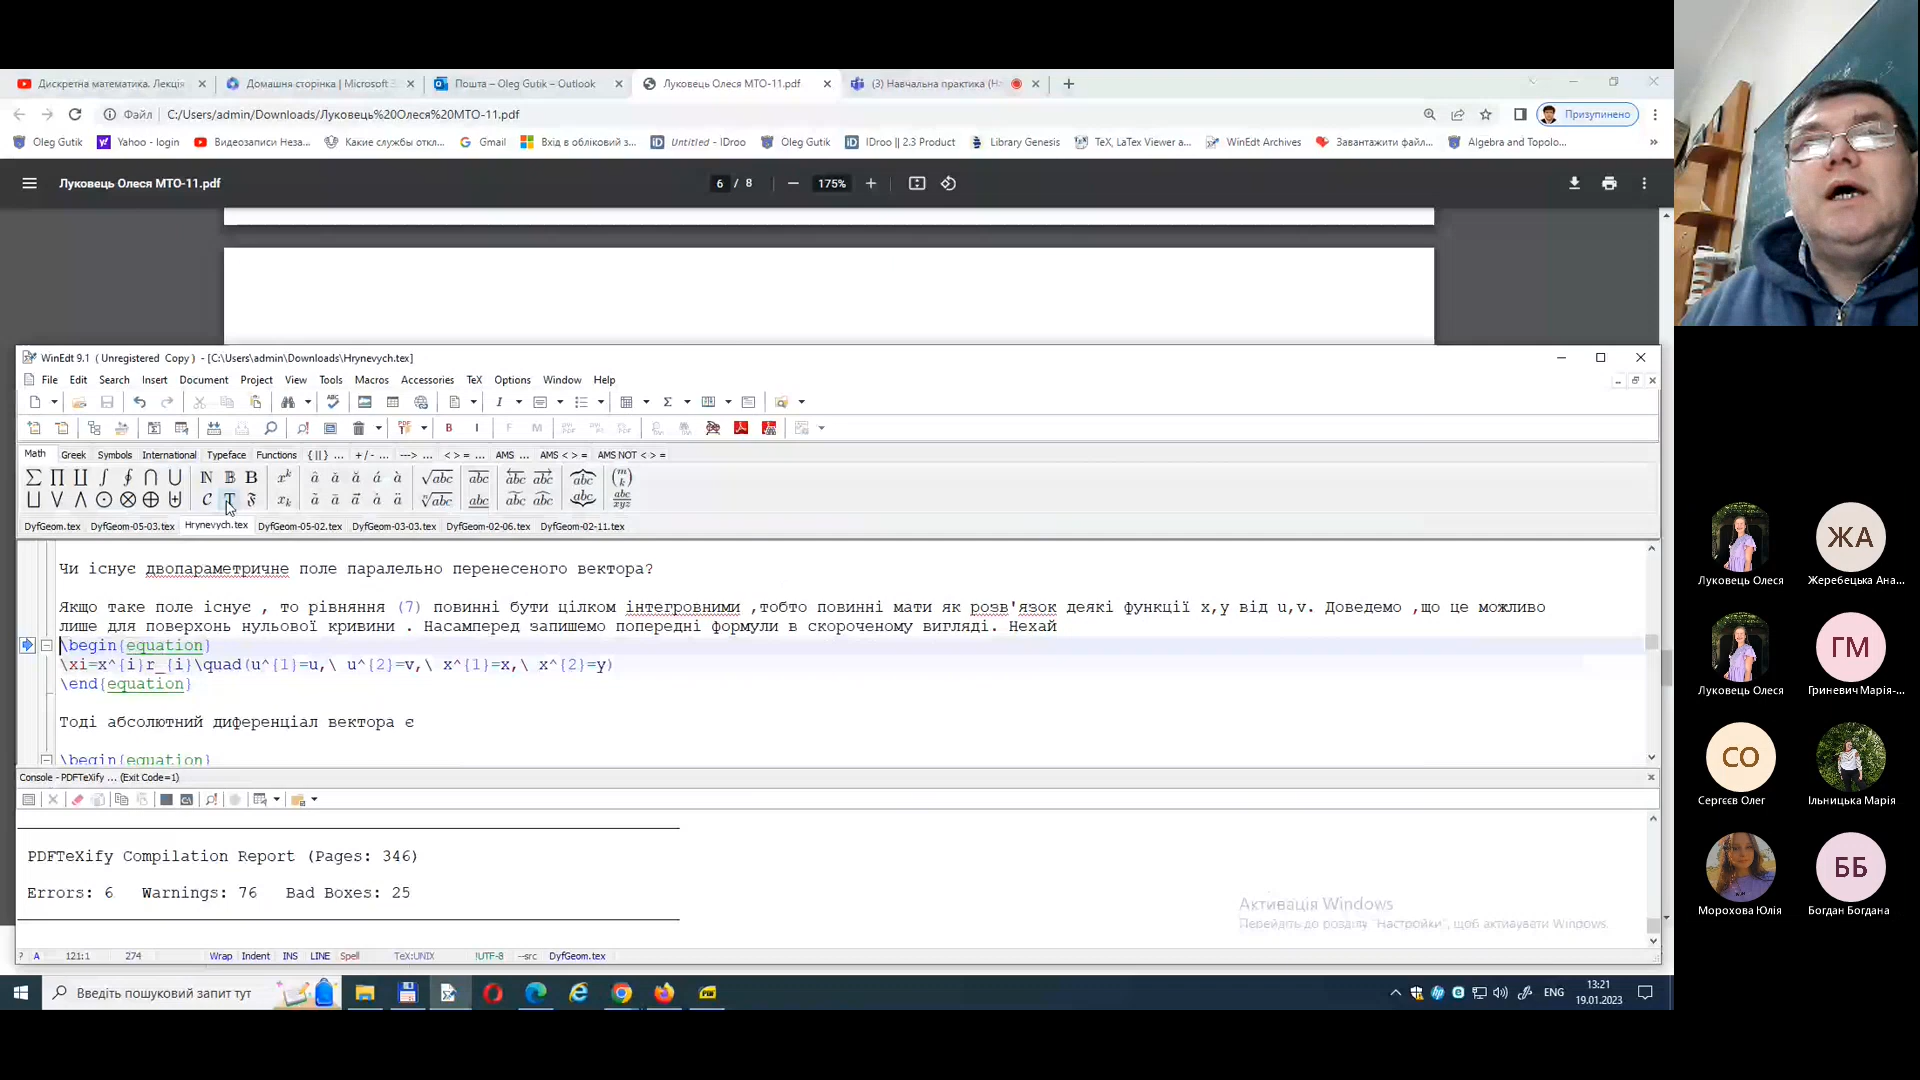 Дискретна математика. Лекція
Домашня сторінка | Microsoft
Пошта – Oleg Gutik – Outlook
Луковець Олеся МТО-11.pdf
(3) Навчальна практика
Файл C:/Users/admin/Downloads/Луковець%20Олеся%20МТО-11.pdf
Призупинено
Oleg Gutik Yahoo - login Видеозаписи Неза... Какие службы откл... Gmail Вхід в обліковий з... Untitled - IDroo Oleg Gutik IDroo || 2.3 Product Library Genesis TeX, LaTex Viewer a... WinEdt Archives Завантажити файл... Algebra and Topolo...
Луковець Олеся МТО-11.pdf 6 / 8 175%
WinEdt 9.1 ( Unregistered Copy ) - [C:\Users\admin\Downloads\Hrynevych.tex]
File Edit Search Insert Document Project View Tools Macros Accessories TeX Options Window Help
Math Greek Symbols International Typeface Functions { || } ... + / - ... ---> ... < > = ... AMS ... AMS < > = AMS NOT < > =
DyfGeom.tex DyfGeom-05-03.tex Hrynevych.tex DyfGeom-05-02.tex DyfGeom-03-03.tex DyfGeom-02-06.tex DyfGeom-02-11.tex
Чи існує двопараметричне поле паралельно перенесеного вектора?
Якщо таке поле існує , то рівняння (7) повинні бути цілком інтегровними ,тобто повинні мати як розв'язок деякі функції x,y від u,v. Доведемо ,що це можливо
лише для поверхонь нульової кривини . Насамперед запишемо попередні формули в скороченому вигляді. Нехай
\begin{equation}
\xi=x^{i}r_{i}\quad(u^{1}=u,\ u^{2}=v,\ x^{1}=x,\ x^{2}=y)
\end{equation}
Тоді абсолютний диференціал вектора є
\begin{equation}
Console - PDFTeXify ... (Exit Code=1)
PDFTeXify Compilation Report (Pages: 346)
Errors: 6 Warnings: 76 Bad Boxes: 25
Активація Windows
Перейдіть до розділу "Настройки", щоб активувати Windows.
? A 121:1 274 Wrap Indent INS LINE Spell TeX:UNIX !UTF-8 --src DyfGeom.tex
Введіть пошуковий запит тут
ENG
13:21
19.01.2023
Луковець Олеся
ЖА
Жеребецька Ана...
Луковець Олеся
ГМ
Гриневич Марія-...
СО
Сергєєв Олег
Ільницька Марія
Морохова Юлія
ББ
Богдан Богдана